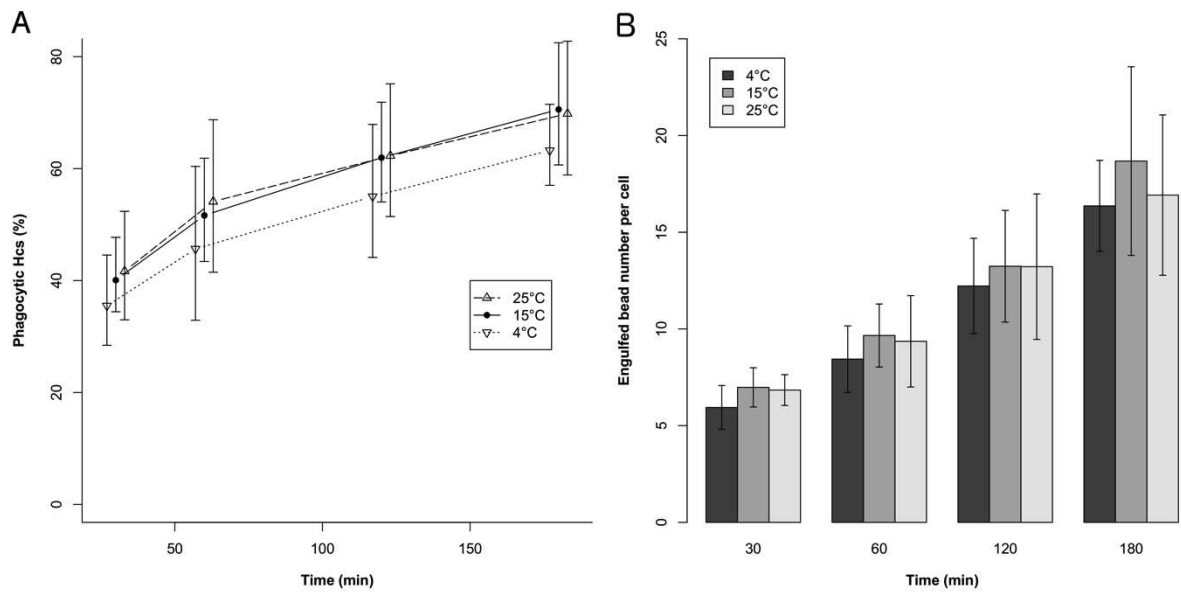 A
Phagocytic Hcs (%)
80
60
40
20
0
25°C
15°C
4°C
50
100
150
Time (min)
B
Engulfed bead number per cell
25
20
15
10
5
0
4°C
15°C
25°C
30
60
120
180
Time (min)